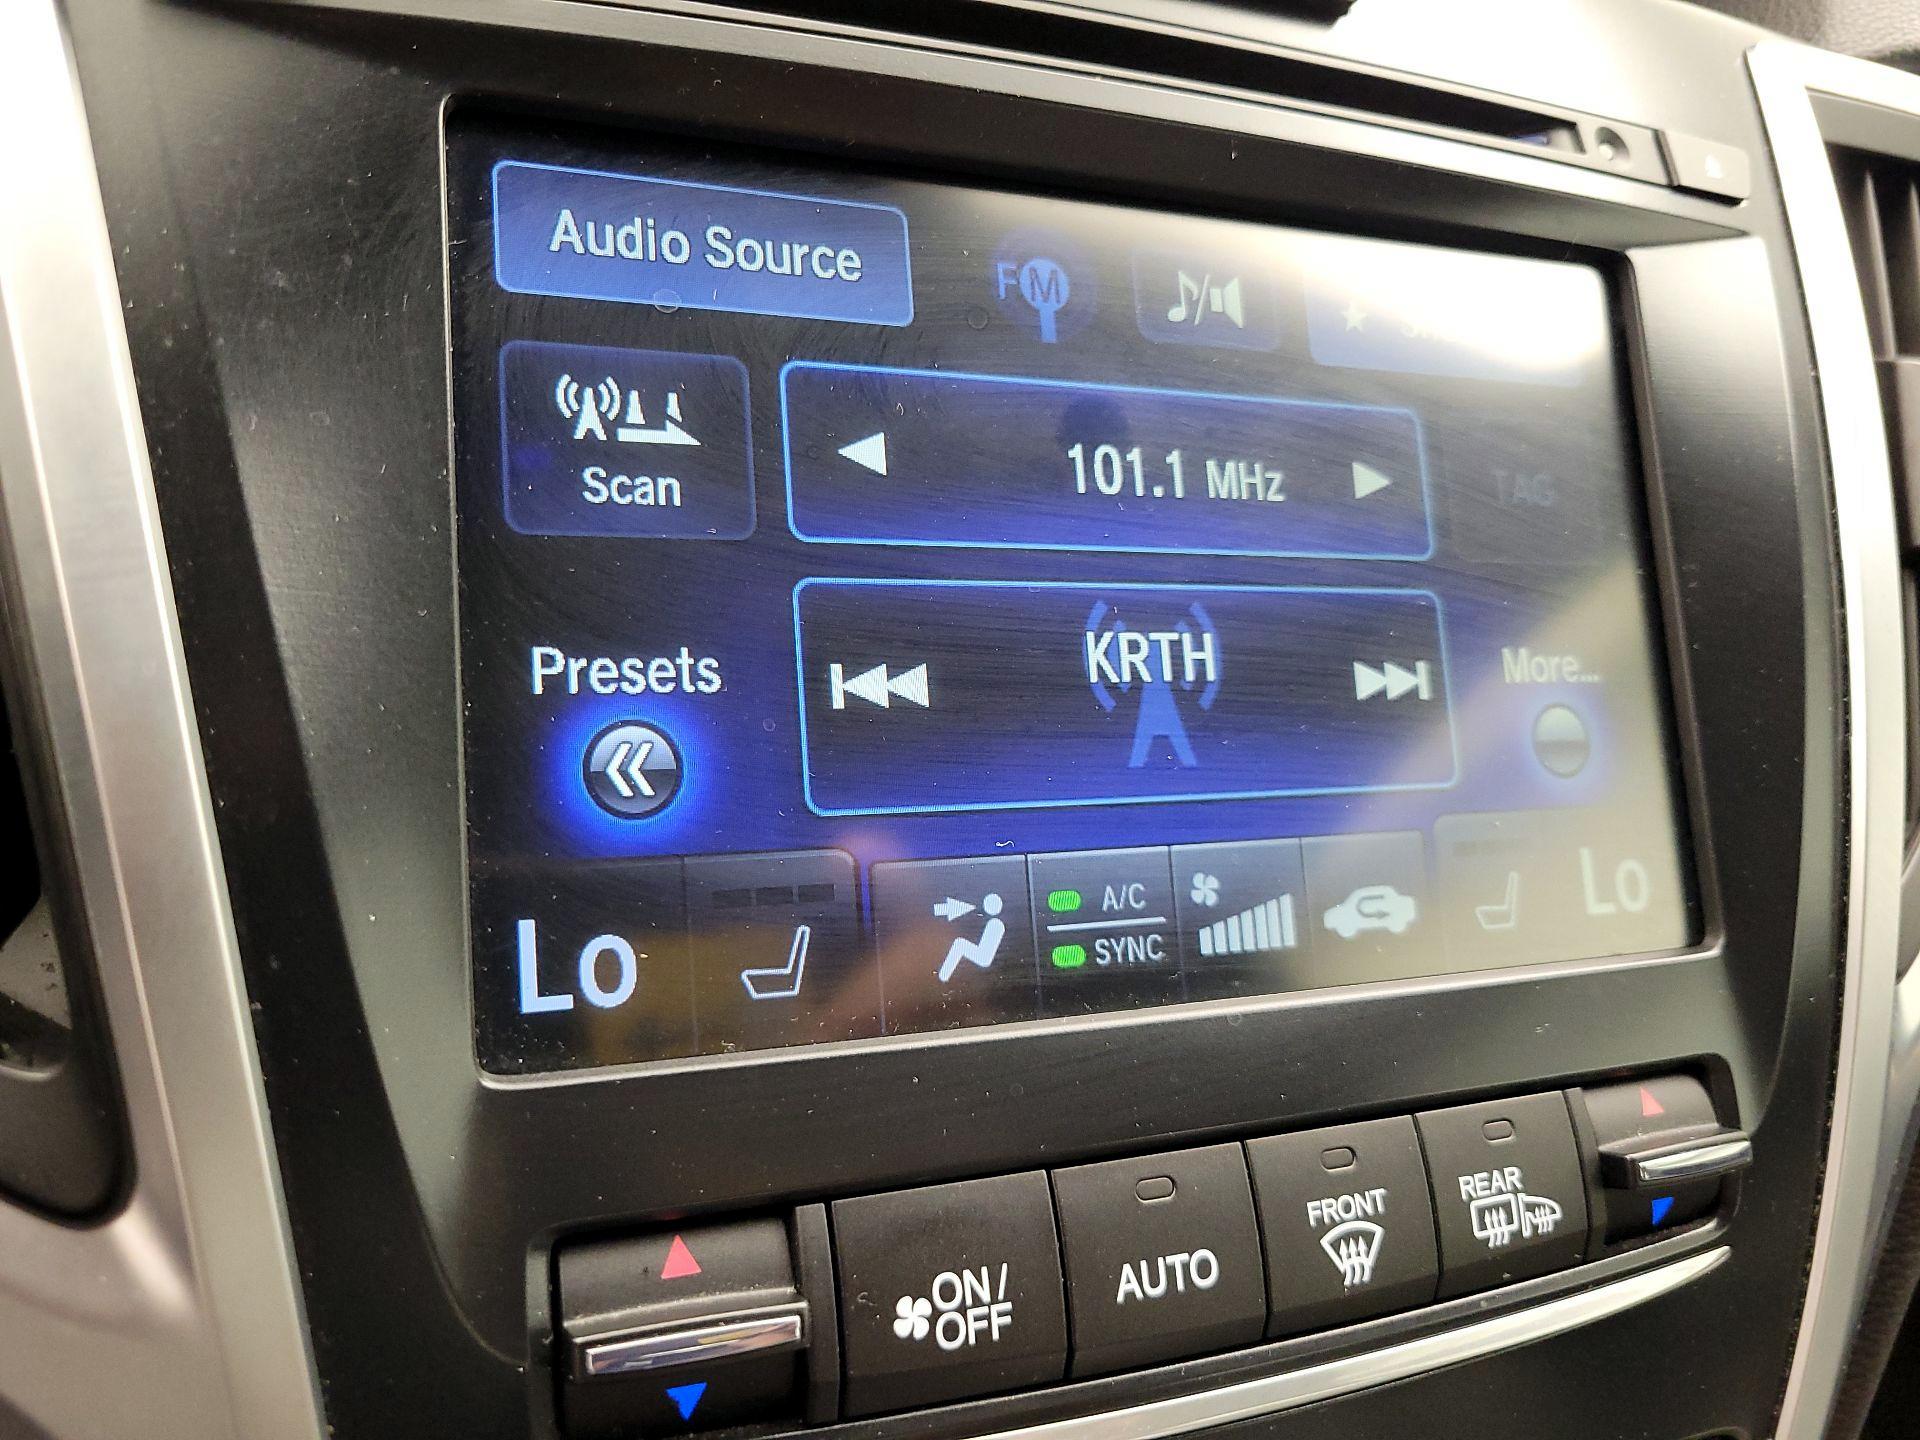 Audio Source
FM
Scan
101.1 MHz
TAG
Presets
KRTH
More...
Lo
A/C
SYNC
Lo
ON/
OFF
AUTO
FRONT
REAR